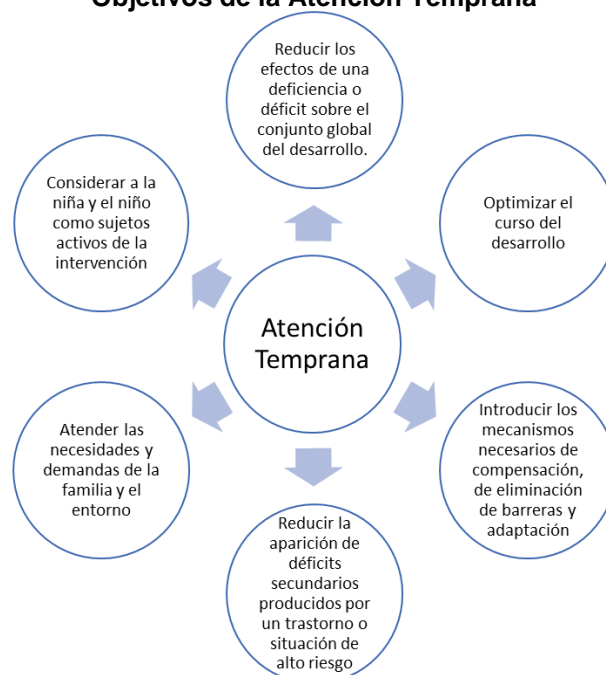 Objetivos de la Atención Temprana
Reducir los
efectos de una
deficiencia o
déficit sobre el
conjunto global
del desarrollo.
Optimizar el
curso del
desarrollo
Introducir los
mecanismos
necesarios de
compensación,
de eliminación
de barreras y
adaptación
Reducir la
aparición de
déficits
secundarios
producidos por
un trastorno o
situación de
alto riesgo
Atender las
necesidades y
demandas de la
familia y el
entorno
Considerar a la
niña y el niño
como sujetos
activos de la
intervención
Atención
Temprana